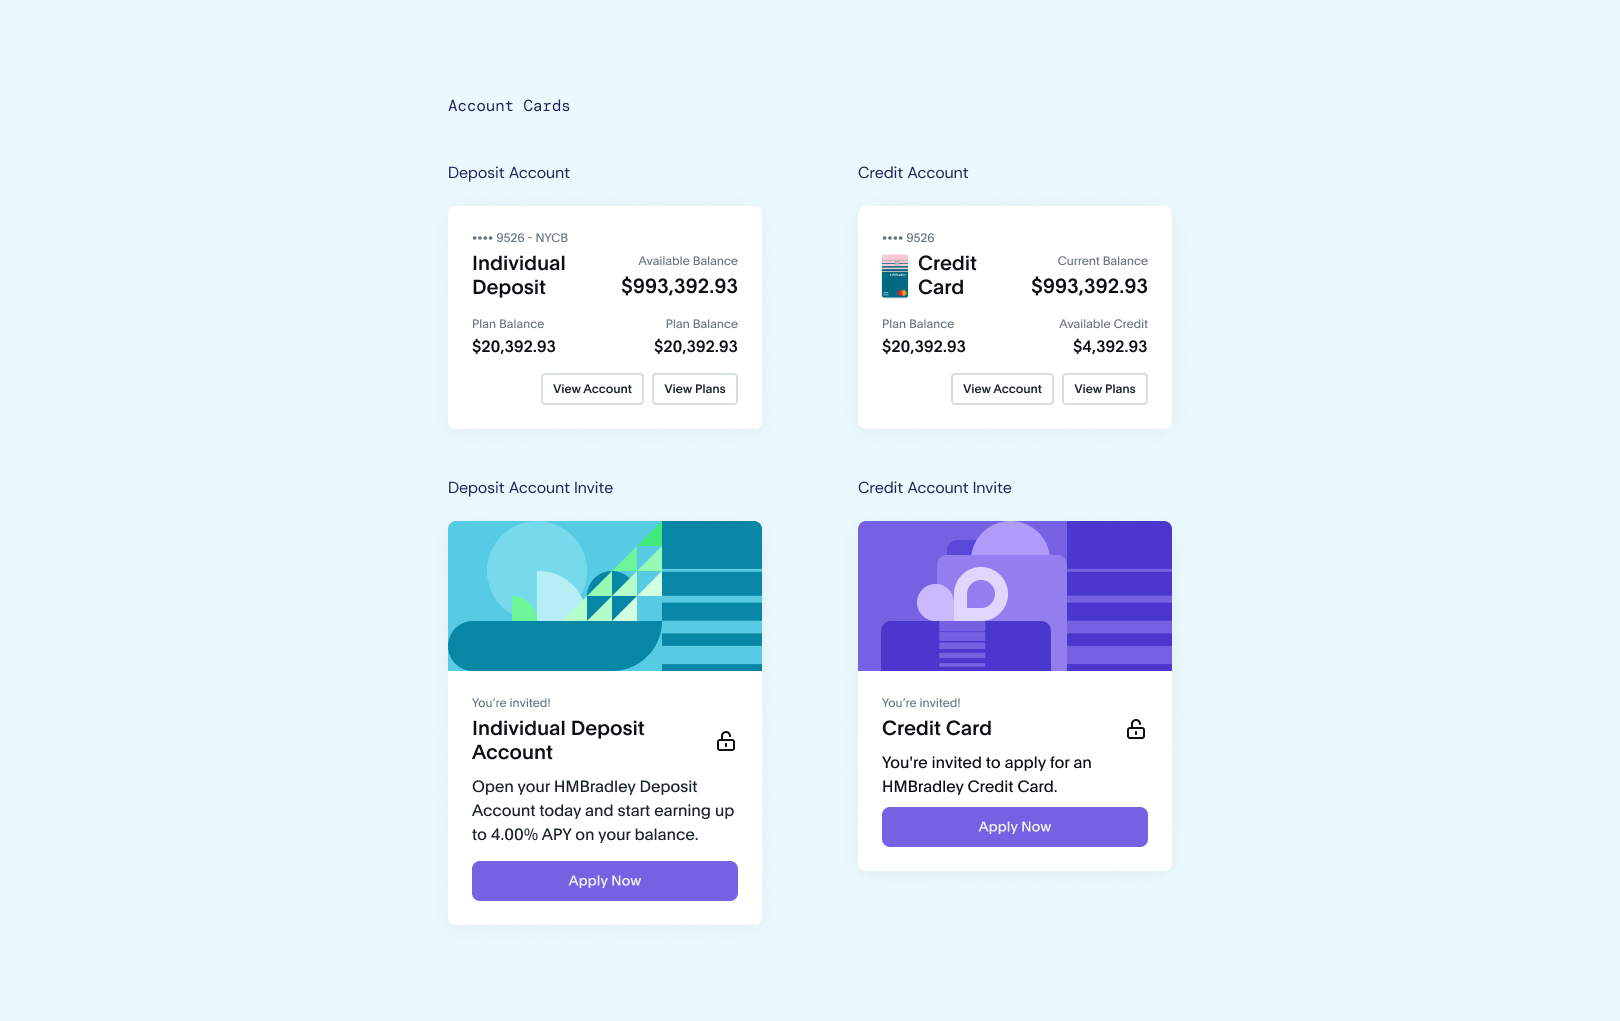 Account Cards
Deposit Account
•••• 9526 - NYCB
Individual
Deposit
Available Balance
$993,392.93
Plan Balance
$20,392.93
Plan Balance
$20,392.93
View Account
View Plans
Credit Account
•••• 9526
Credit
Card
Current Balance
$993,392.93
Plan Balance
$20,392.93
Available Credit
$4,392.93
View Account
View Plans
Deposit Account Invite
You’re invited!
Individual Deposit
Account
Open your HMBradley Deposit
Account today and start earning up
to 4.00% APY on your balance.
Apply Now
Credit Account Invite
You’re invited!
Credit Card
You're invited to apply for an
HMBradley Credit Card.
Apply Now